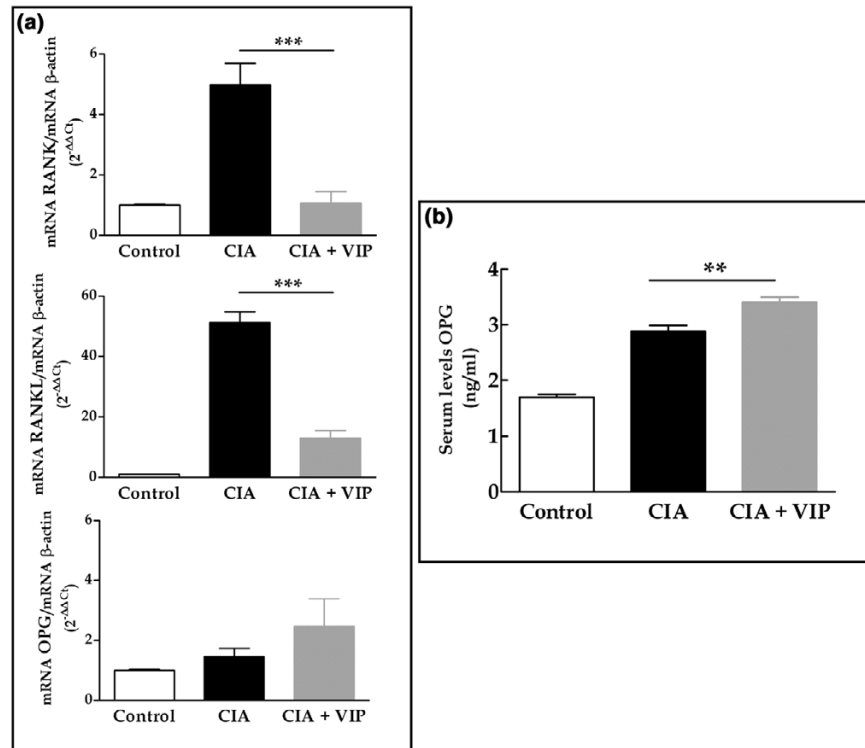 (a)
mRNA RANK/mRNA β-actin
(2^-ΔΔCt)
6
4
2
0
***
Control CIA CIA + VIP
mRNA RANKL/mRNA β-actin
(2^-ΔΔCt)
60
40
20
0
***
Control CIA CIA + VIP
mRNA OPG/mRNA β-actin
(2^-ΔΔCt)
6
4
2
0
Control CIA CIA + VIP
(b)
Serum levels OPG
(ng/ml)
4
3
2
1
0
**
Control CIA CIA + VIP